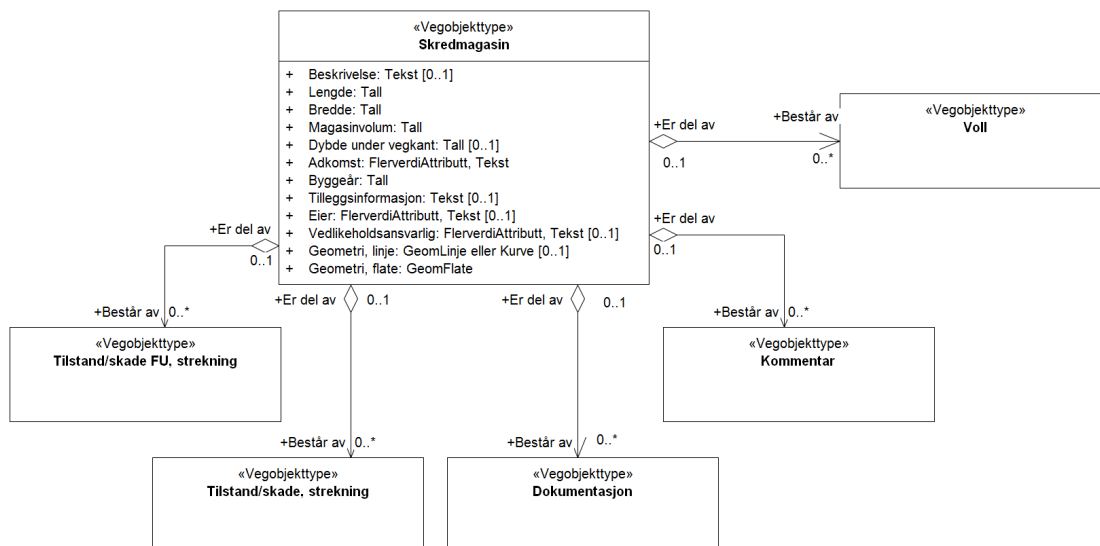 «Vegobjekttype»
Skredmagasin
+ Beskrivelse: Tekst [0..1]
+ Lengde: Tall
+ Bredde: Tall
+ Magasinvolum: Tall
+ Dybde under vegkant: Tall [0..1]
+ Adkomst: FlerverdiAttributt, Tekst
+ Byggeår: Tall
+ Tilleggsinformasjon: Tekst [0..1]
+ Eier: FlerverdiAttributt, Tekst [0..1]
+ Vedlikeholdsansvarlig: FlerverdiAttributt, Tekst [0..1]
+ Geometri, linje: GeomLinje eller Kurve [0..1]
+ Geometri, flate: GeomFlate
+Er del av
0..1
+Består av
0..*
«Vegobjekttype»
Voll
+Er del av
0..1
+Består av 0..*
«Vegobjekttype»
Kommentar
+Er del av
0..1
+Består av 0..*
«Vegobjekttype»
Tilstand/skade FU, strekning
+Er del av 0..1
+Består av 0..*
«Vegobjekttype»
Tilstand/skade, strekning
+Er del av 0..1
+Består av 0..*
«Vegobjekttype»
Dokumentasjon